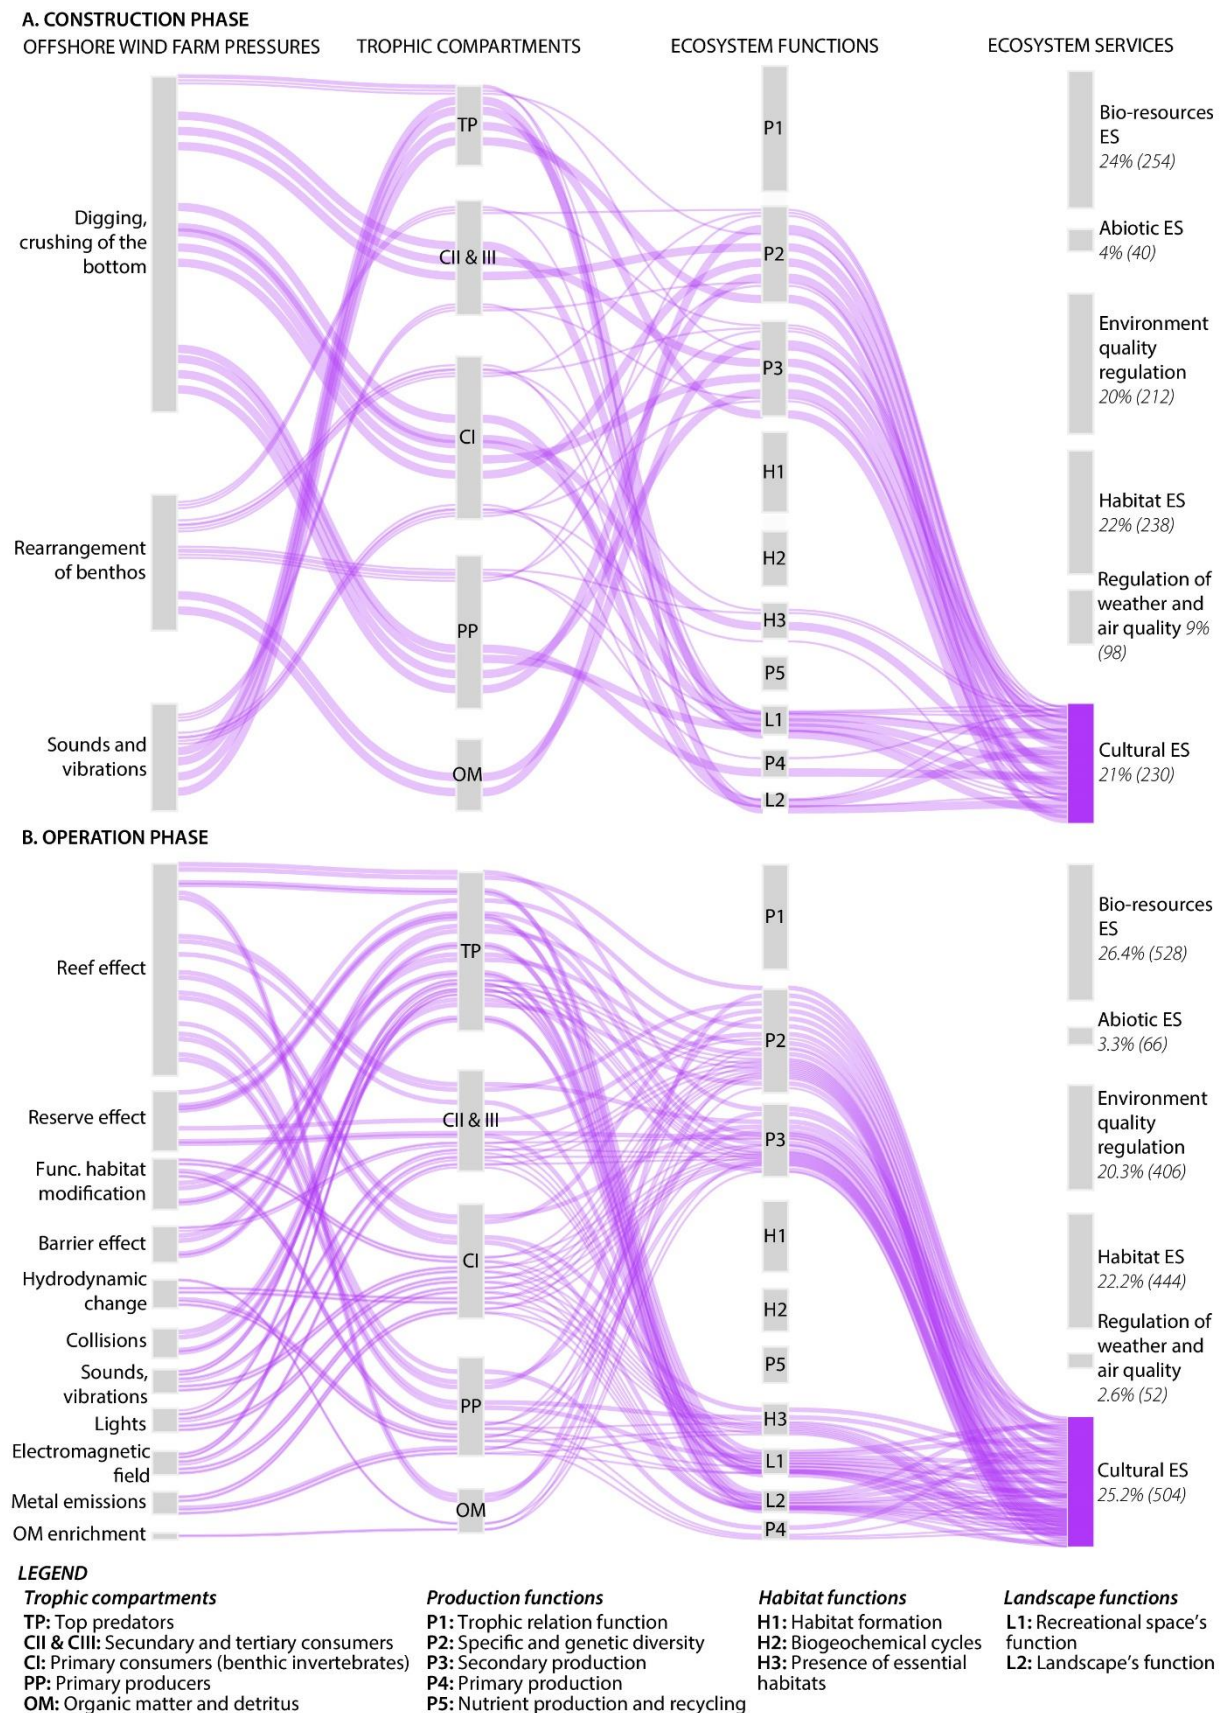 A. CONSTRUCTION PHASE
OFFSHORE WIND FARM PRESSURES
TROPHIC COMPARTMENTS
ECOSYSTEM FUNCTIONS
ECOSYSTEM SERVICES
Digging,
crushing of the
bottom
Rearrangement
of benthos
Sounds and
vibrations
TP
CII & III
CI
PP
OM
P1
P2
P3
H1
H2
H3
P5
L1
P4
L2
Bio-resources
ES
24% (254)
Abiotic ES
4% (40)
Environment
quality
regulation
20% (212)
Habitat ES
22% (238)
Regulation of
weather and
air quality 9%
(98)
Cultural ES
21% (230)
B. OPERATION PHASE
Reef effect
Reserve effect
Func. habitat
modification
Barrier effect
Hydrodynamic
change
Collisions
Sounds,
vibrations
Lights
Electromagnetic
field
Metal emissions
OM enrichment
TP
CII & III
CI
PP
OM
P1
P2
P3
H1
H2
P5
H3
L1
L2
P4
Bio-resources
ES
26.4% (528)
Abiotic ES
3.3% (66)
Environment
quality
regulation
20.3% (406)
Habitat ES
22.2% (444)
Regulation of
weather and
air quality
2.6% (52)
Cultural ES
25.2% (504)
LEGEND
Trophic compartments
TP: Top predators
CII & CIII: Secundary and tertiary consumers
CI: Primary consumers (benthic invertebrates)
PP: Primary producers
OM: Organic matter and detritus
Production functions
P1: Trophic relation function
P2: Specific and genetic diversity
P3: Secondary production
P4: Primary production
P5: Nutrient production and recycling
Habitat functions
H1: Habitat formation
H2: Biogeochemical cycles
H3: Presence of essential
habitats
Landscape functions
L1: Recreational space's
function
L2: Landscape's function